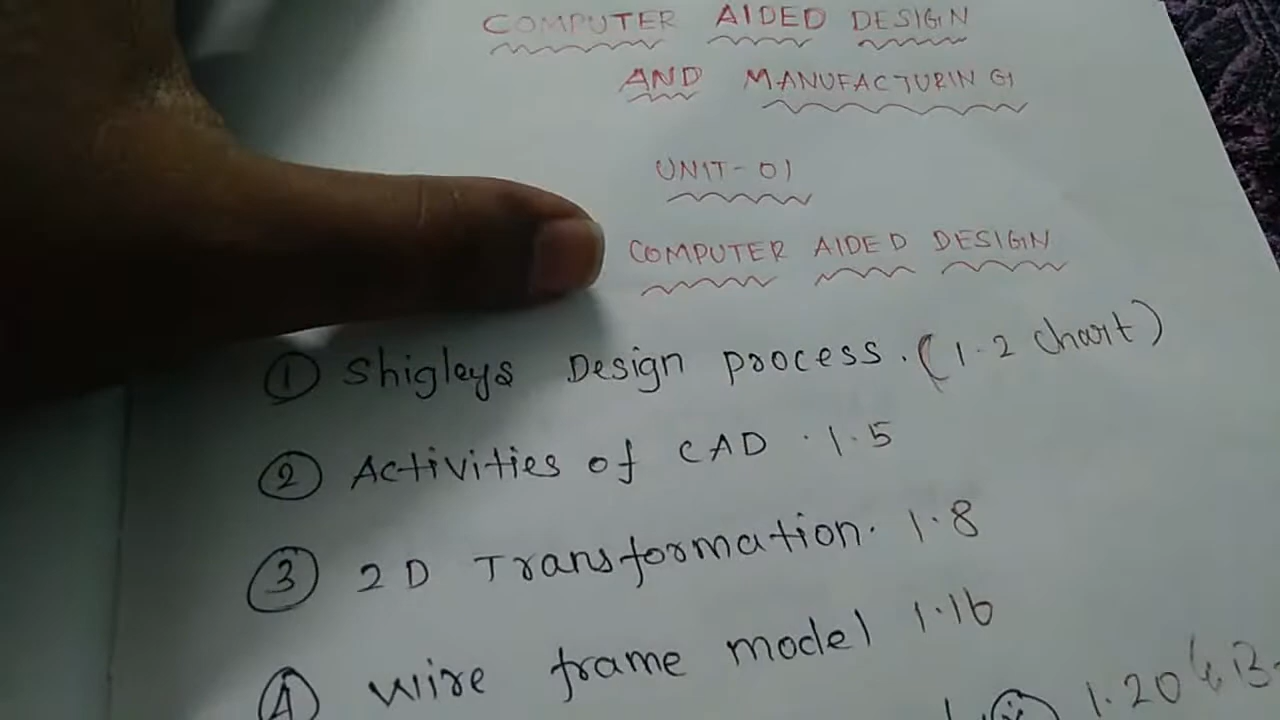 COMPUTER AIDED DESIGN
AND MANUFACTURING
UNIT-01
COMPUTER AIDED DESIGN
① Shigleys Design process. (1.2 chart)
② Activities of CAD . 1.5
③ 2D Transformation. 1.8
④ Wire frame model 1.16
1.20